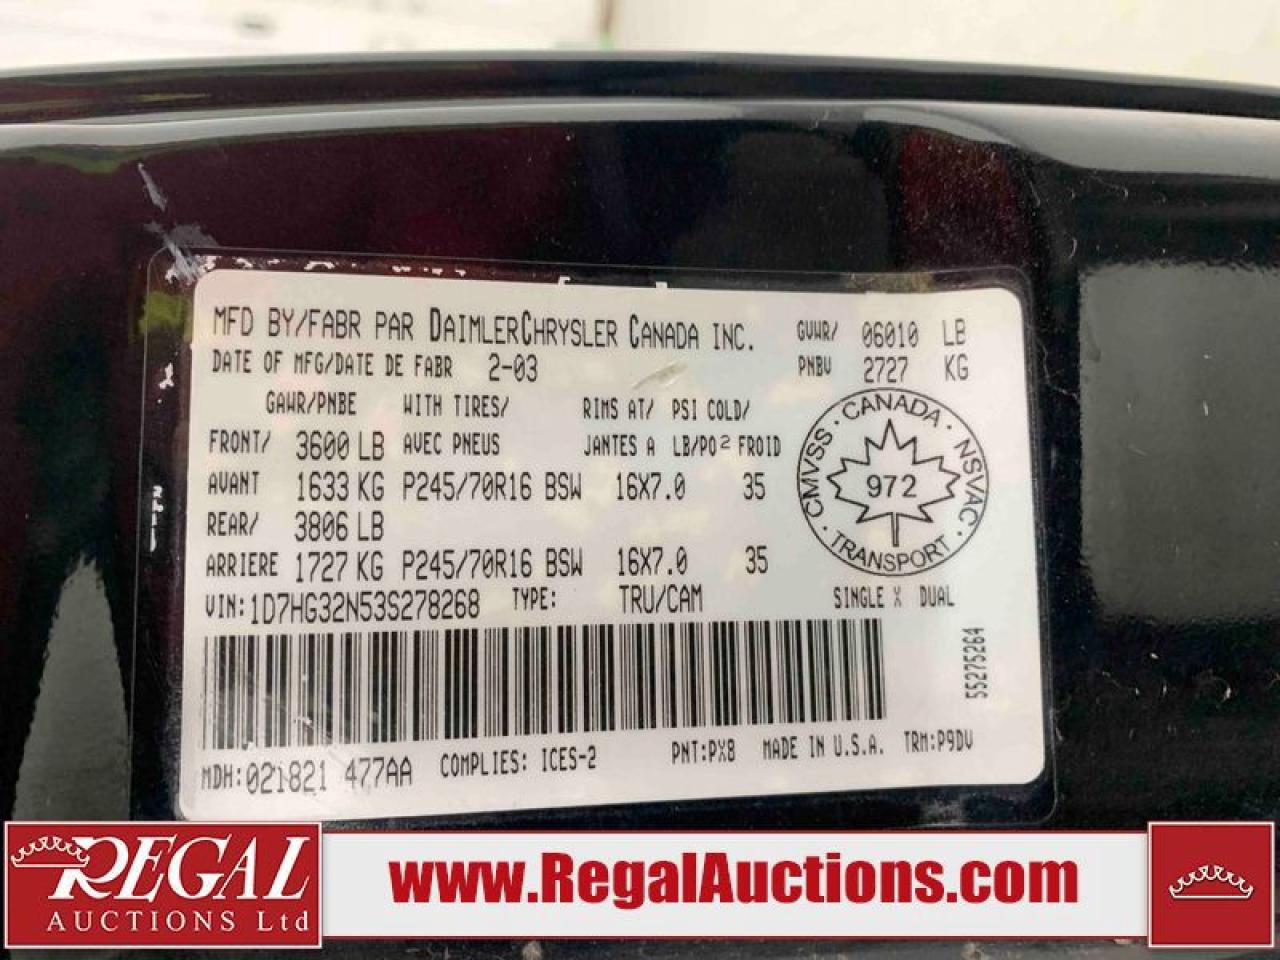 MFD BY/FABR PAR DAIMLERCHRYSLER CANADA INC. GVWR/ 06010 LB
DATE OF MFG/DATE DE FABR 2-03 PNBV 2727 KG
GAWR/PNBE WITH TIRES/ RIMS AT/ PSI COLD/
FRONT/ 3600 LB AVEC PNEUS JANTES A LB/PO2 FROID
AVANT 1633 KG P245/70R16 BSW 16X7.0 35
REAR/ 3806 LB
ARRIERE 1727 KG P245/70R16 BSW 16X7.0 35
CMVSS · CANADA · NSVAC · TRANSPORT ·
972
VIN: 1D7HG32N53S278268 TYPE: TRU/CAM SINGLE X DUAL
55275264
MDH: 021821 477AA COMPLIES: ICES-2 PNT: PX8 MADE IN U.S.A. TRM: P9DV
REGAL
AUCTIONS Ltd
www.RegalAuctions.com